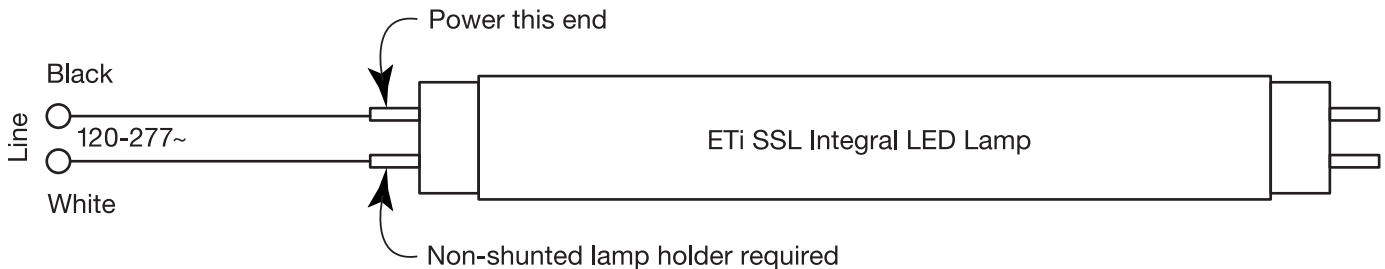 Power this end
Black
Line
120-277~
White
ETi SSL Integral LED Lamp
Non-shunted lamp holder required